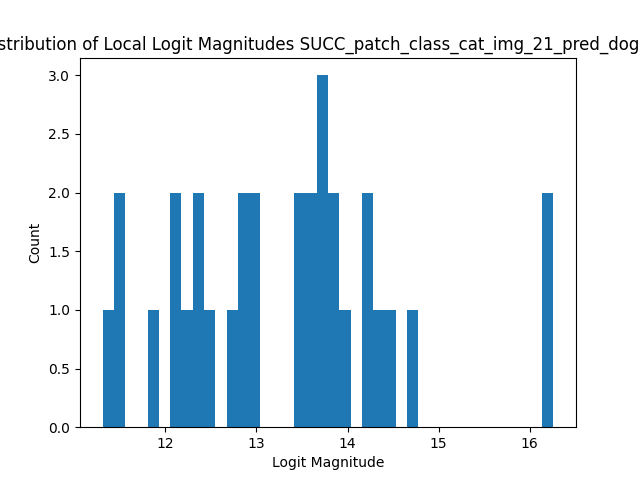 stribution of Local Logit Magnitudes SUCC_patch_class_cat_img_21_pred_dog
3.0
2.5
2.0
1.5
1.0
0.5
0.0
Count
12 13 14 15 16
Logit Magnitude